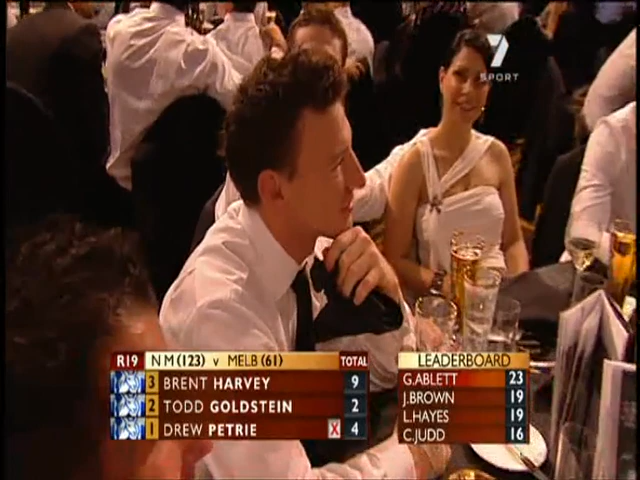 7
SPORT
R19 N M (123) v MELB (61) TOTAL
3 BRENT HARVEY 9
2 TODD GOLDSTEIN 2
1 DREW PETRIE X 4
LEADERBOARD
G.ABLETT 23
J.BROWN 19
L.HAYES 19
C.JUDD 16